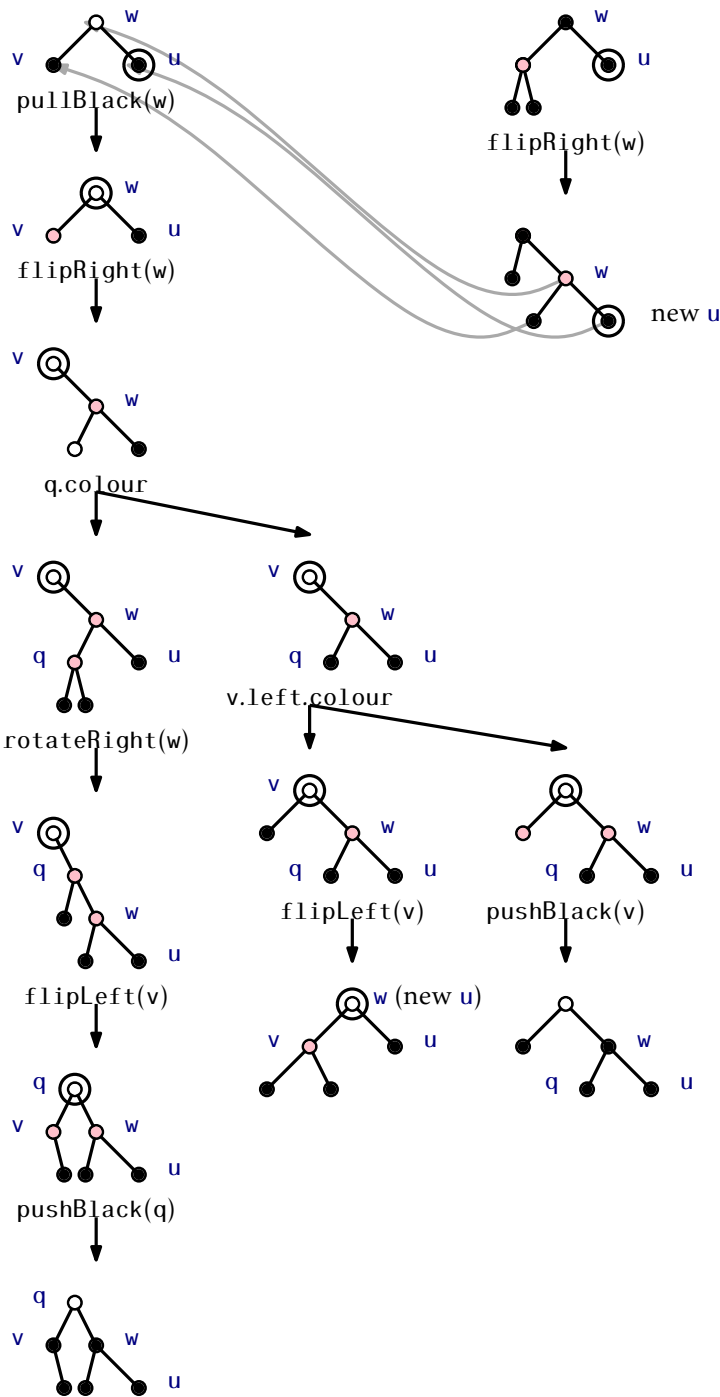 w
v u
pullBlack(w)
w
v u
flipRight(w)
v
w
q.colour
v
w
q u
rotateRight(w)
v
q
w
u
flipLeft(v)
q
v w
u
pushBlack(q)
q
v w
u
v
w
q u
v.left.colour
v
w
q u
flipLeft(v)
w (new u)
v u
w
u
flipRight(w)
w
new u
w
q u
pushBlack(v)
w
q u